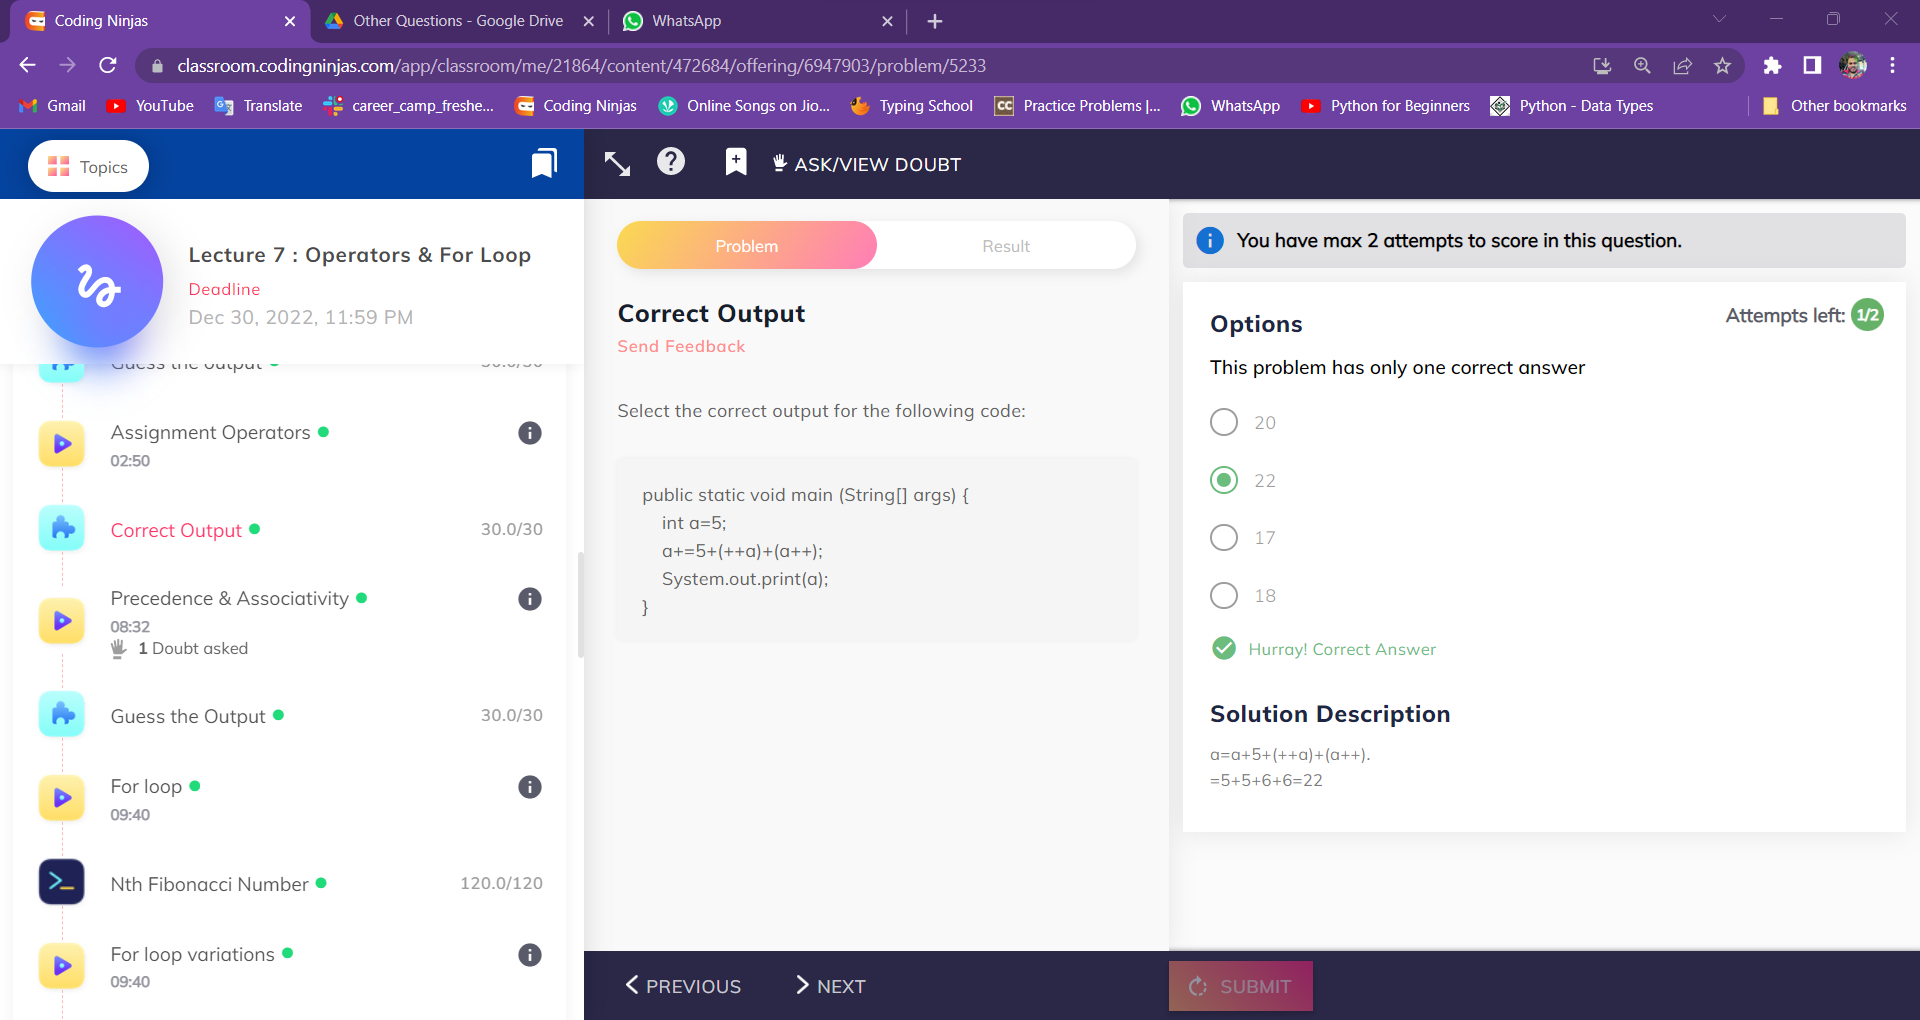 Coding Ninjas
Other Questions - Google Drive
WhatsApp
classroom.codingninjas.com/app/classroom/me/21864/content/472684/offering/6947903/problem/5233
Gmail
YouTube
Translate
career_camp_freshe...
Coding Ninjas
Online Songs on Jio...
Typing School
CC Practice Problems |...
WhatsApp
Python for Beginners
Python - Data Types
Other bookmarks
Topics
ASK/VIEW DOUBT
Lecture 7 : Operators & For Loop
Deadline
Dec 30, 2022, 11:59 PM
Guess the output
30.0/30
Assignment Operators
02:50
Correct Output
30.0/30
Precedence & Associativity
08:32
1 Doubt asked
Guess the Output
30.0/30
For loop
09:40
Nth Fibonacci Number
120.0/120
For loop variations
09:40
Problem
Result
Correct Output
Send Feedback
Select the correct output for the following code:
public static void main (String[] args) {
int a=5;
a+=5+(++a)+(a++);
System.out.print(a);
}
PREVIOUS
NEXT
You have max 2 attempts to score in this question.
Options
Attempts left: 1/2
This problem has only one correct answer
20
22
17
18
Hurray! Correct Answer
Solution Description
a=a+5+(++a)+(a++).
=5+5+6+6=22
SUBMIT